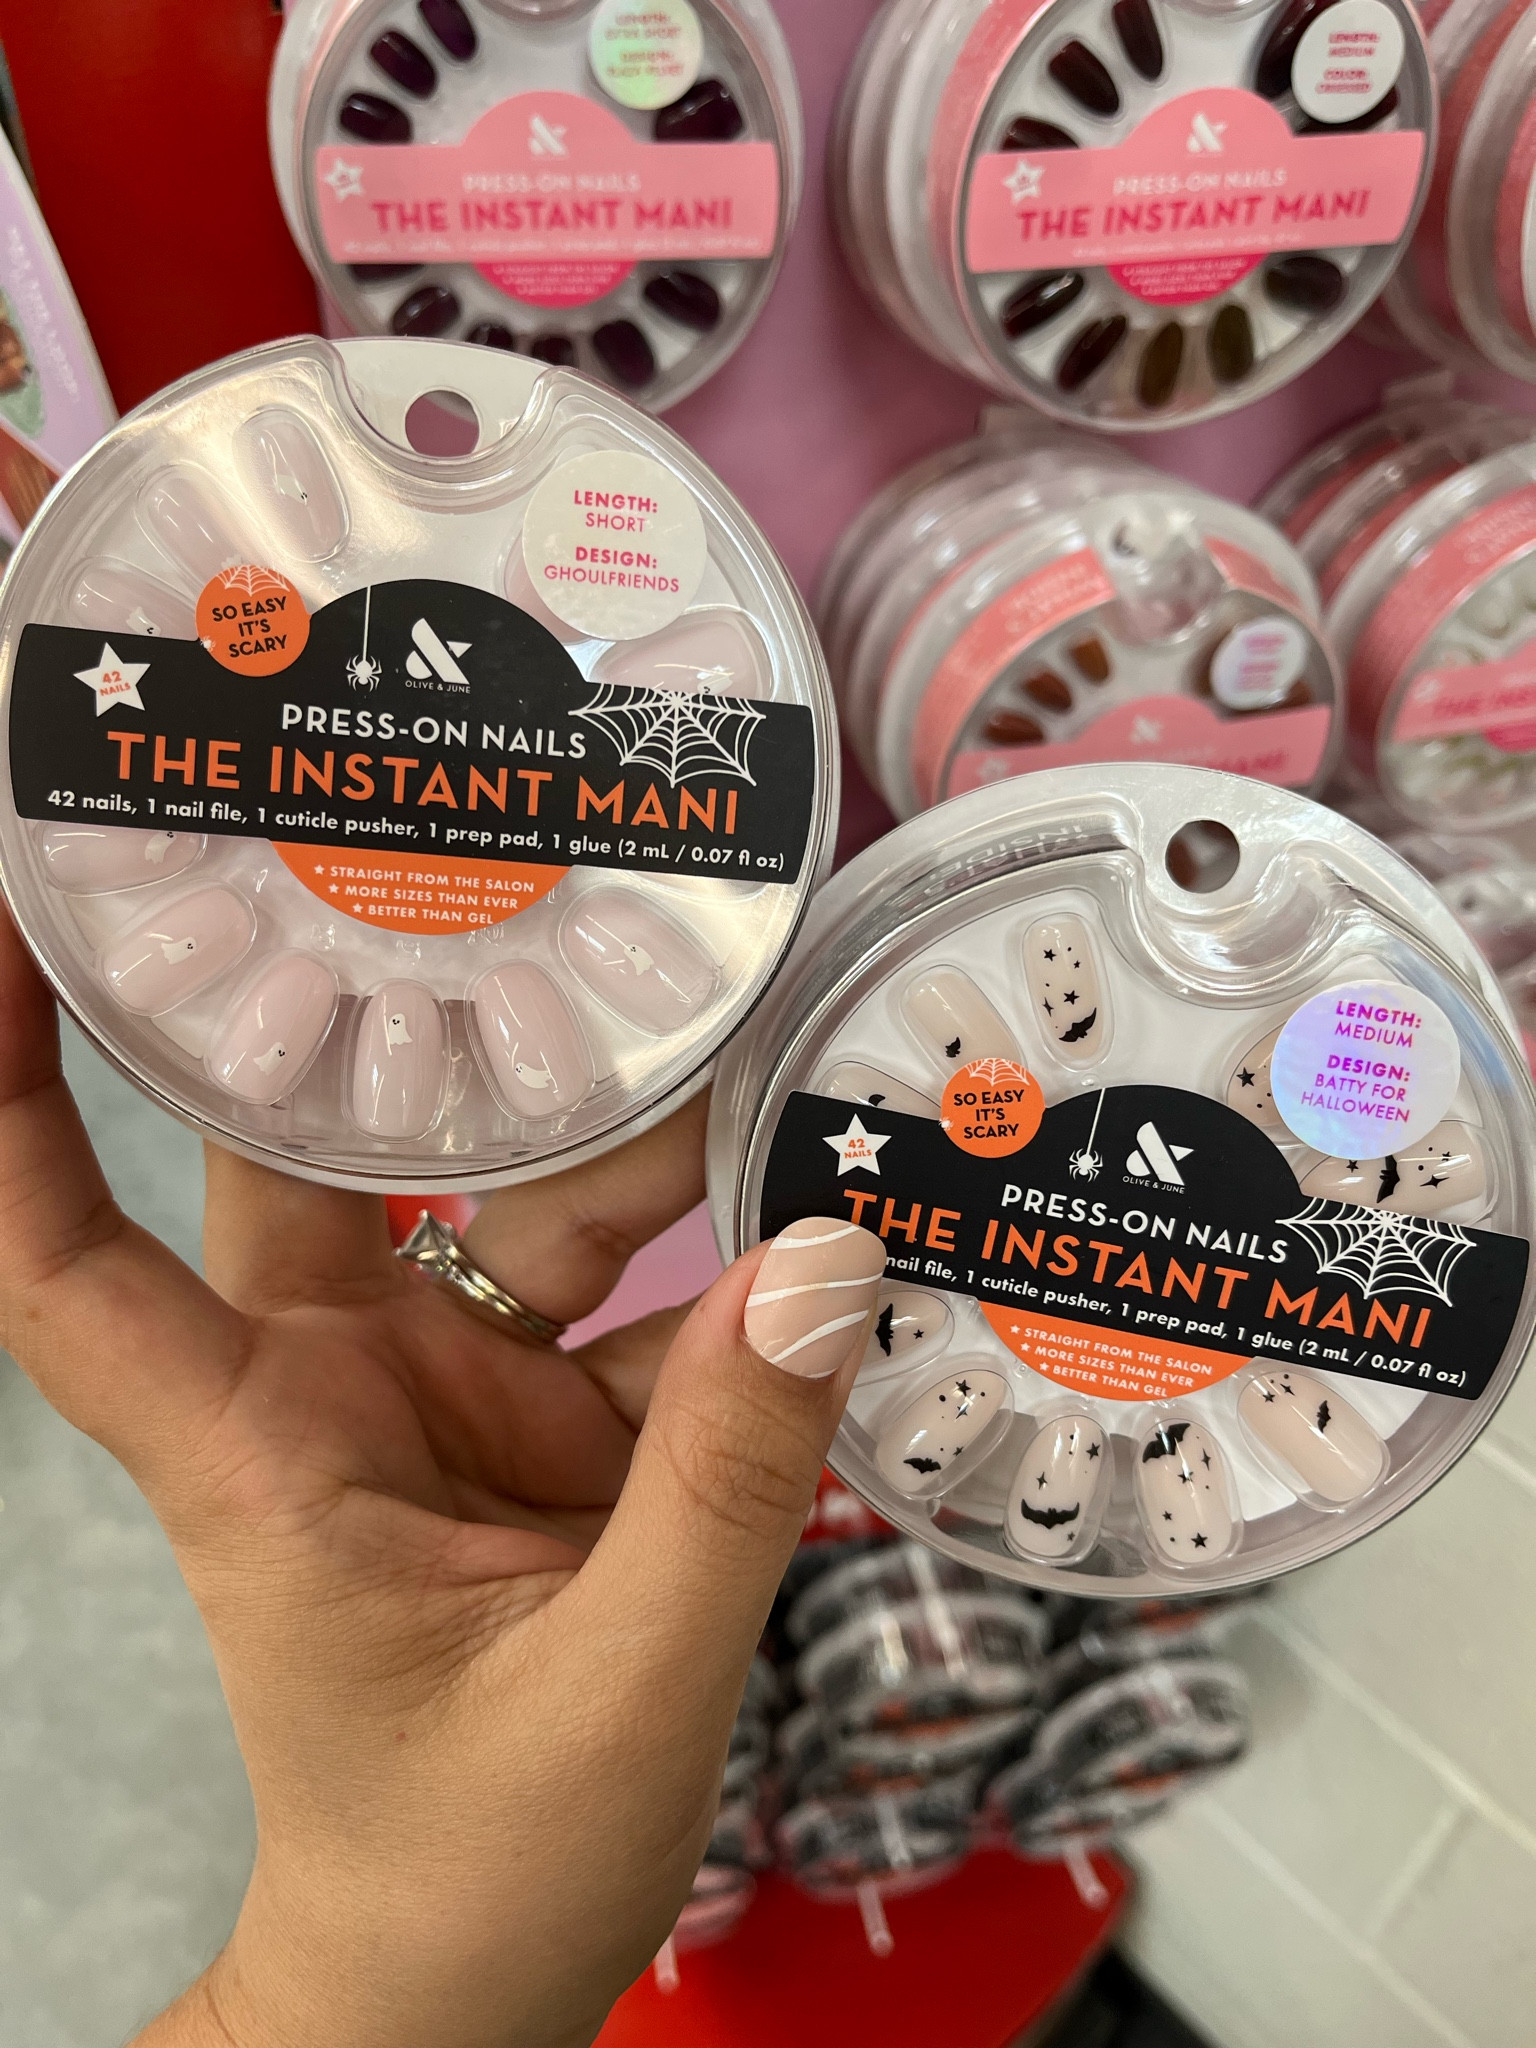 PRESS-ON NAILS
THE INSTANT MANI
LENGTH:
MEDIUM
COLOR:
OBSESSED
PRESS-ON NAILS
THE INSTANT MANI
LENGTH:
SHORT
DESIGN:
GHOULFRIENDS
SO EASY
IT'S
SCARY
42
NAILS
OLIVE & JUNE
PRESS-ON NAILS
THE INSTANT MANI
42 nails, 1 nail file, 1 cuticle pusher, 1 prep pad, 1 glue (2 mL / 0.07 fl oz)
STRAIGHT FROM THE SALON
MORE SIZES THAN EVER
BETTER THAN GEL
LENGTH:
MEDIUM
DESIGN:
BATTY FOR
HALLOWEEN
SO EASY
IT'S
SCARY
42
NAILS
OLIVE & JUNE
PRESS-ON NAILS
THE INSTANT MANI
nail file, 1 cuticle pusher, 1 prep pad, 1 glue (2 mL / 0.07 fl oz)
STRAIGHT FROM THE SALON
MORE SIZES THAN EVER
BETTER THAN GEL